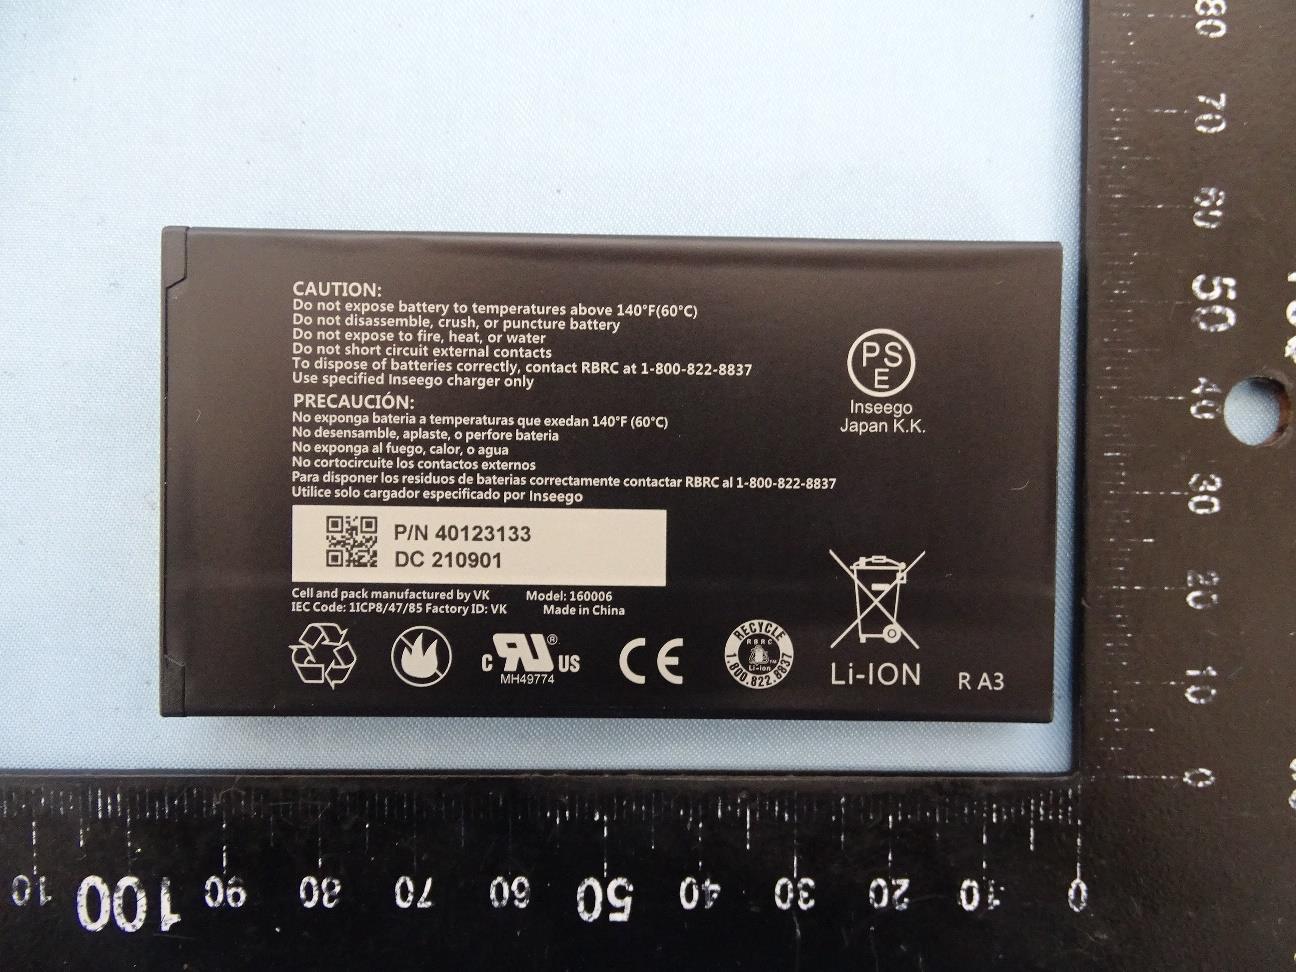 CAUTION:
Do not expose battery to temperatures above 140°F(60°C)
Do not disassemble, crush, or puncture battery
Do not expose to fire, heat, or water
Do not short circuit external contacts
To dispose of batteries correctly, contact RBRC at 1-800-822-8837
Use specified Inseego charger only
PRECAUCIÓN:
No exponga bateria a temperaturas que exedan 140°F (60°C)
No desensamble, aplaste, o perfore bateria
No exponga al fuego, calor, o agua
No cortocircuite los contactos externos
Para disponer los residuos de baterias correctamente contactar RBRC al 1-800-822-8837
Utilice solo cargador especificado por Inseego
PSE
Inseego
Japan K.K.
P/N 40123133
DC 210901
Cell and pack manufactured by VK Model: 160006
IEC Code: 1ICP8/47/85 Factory ID: VK Made in China
c RU ® US
MH49774
CE
RECYCLE
RBRC
Li-ion
1.800.822.8837
Li-ION
R A3
80
70
60
50
40
30
20
10
0
10 100 90 80 70 60 50 40 30 20 10 0